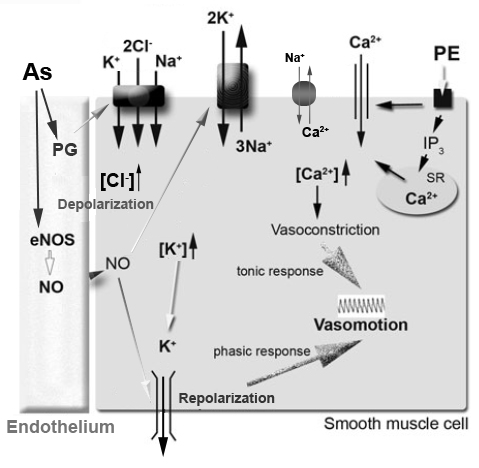 2K⁺
2Cl⁻
K⁺
Na⁺
Ca²⁺
Na⁺
PE
As
Ca²⁺
3Na⁺
PG
IP₃
[Cl⁻]
[Ca²⁺]
SR
Ca²⁺
Depolarization
Vasoconstriction
eNOS
NO
[K⁺]
tonic response
NO
Vasomotion
K⁺
phasic response
Repolarization
Endothelium
Smooth muscle cell